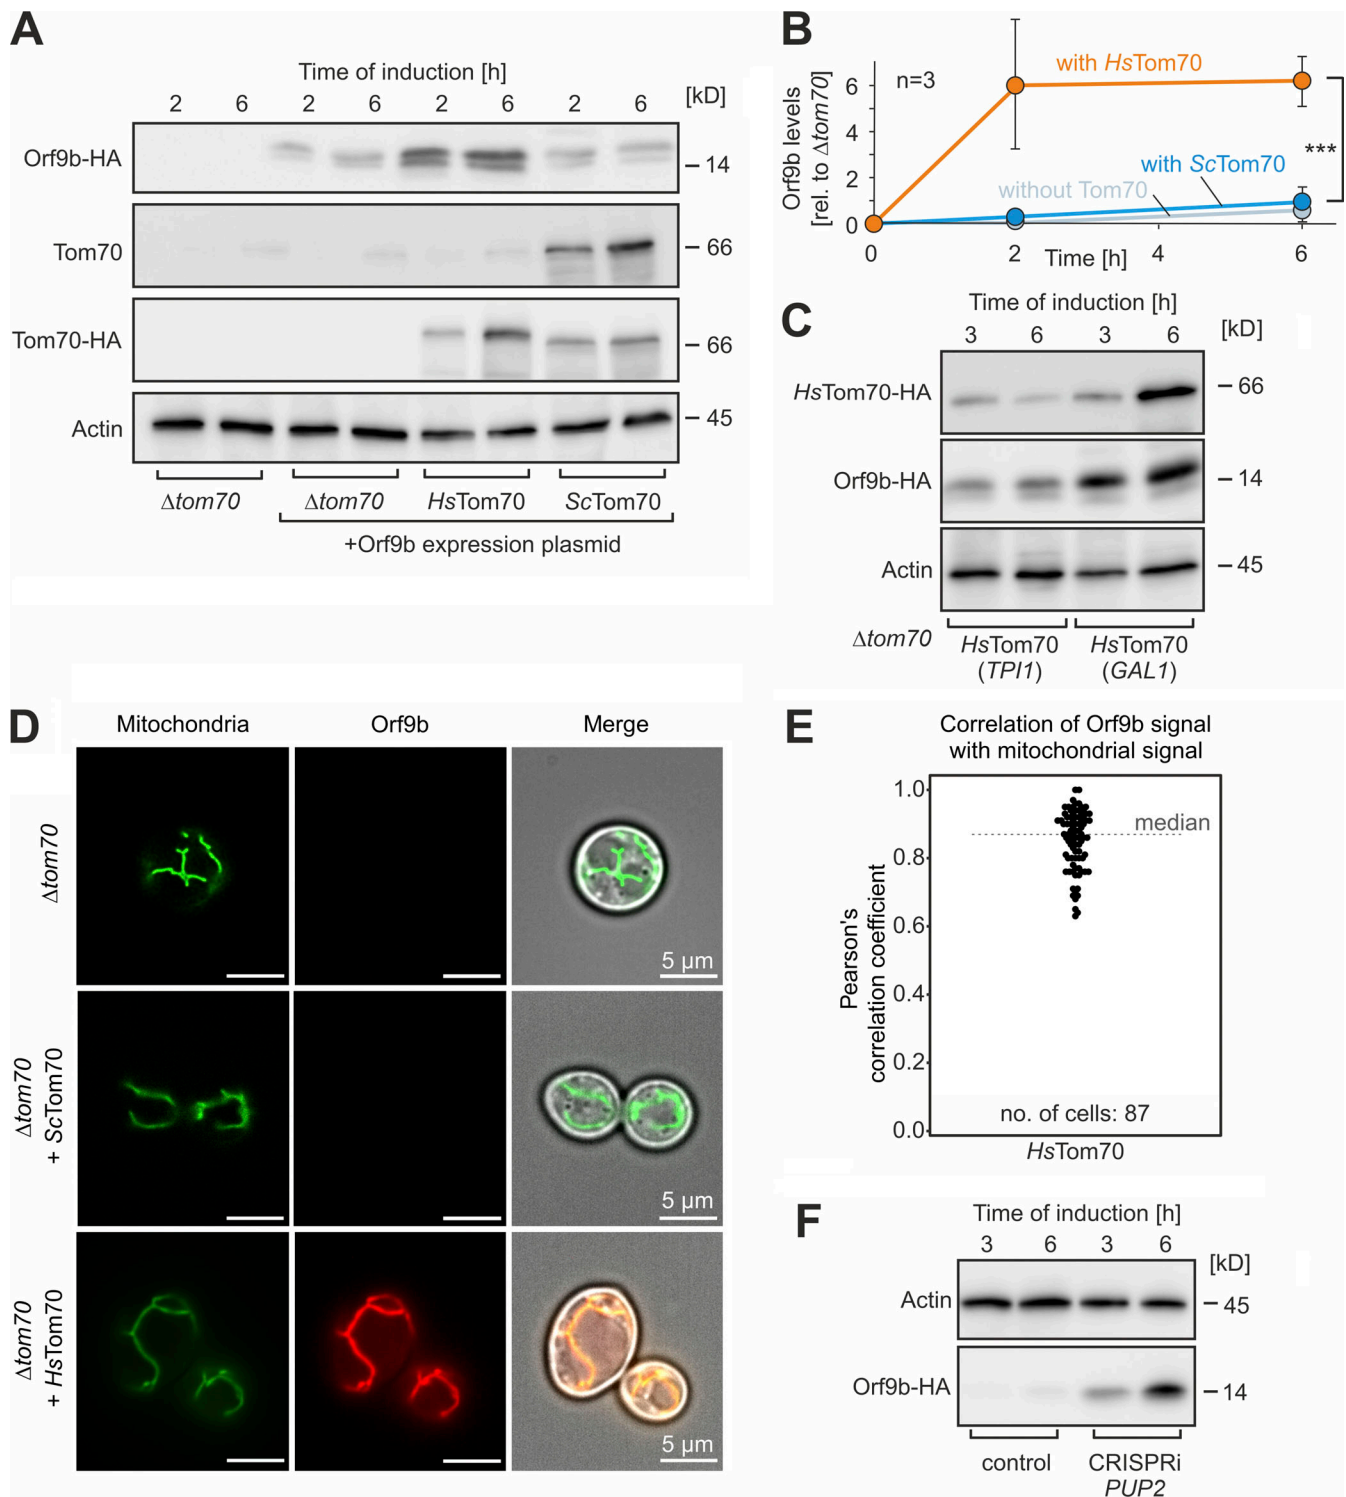 A
Time of induction [h]
2 6 2 6 2 6 2 6 [kD]
Orf9b-HA
14
Tom70
66
Tom70-HA
66
Actin
45
Δtom70 Δtom70 HsTom70 ScTom70
+Orf9b expression plasmid
B
Orf9b levels
[rel. to Δtom70]
n=3
with HsTom70
with ScTom70
without Tom70
***
6
4
2
0
0 2 4 6
Time [h]
C
Time of induction [h]
3 6 3 6 [kD]
HsTom70-HA
66
Orf9b-HA
14
Actin
45
Δtom70
HsTom70 HsTom70
(TPI1) (GAL1)
D
Mitochondria Orf9b Merge
Δtom70
5 µm
Δtom70
+ ScTom70
5 µm
Δtom70
+ HsTom70
5 µm
E
Correlation of Orf9b signal
with mitochondrial signal
Pearson's
correlation coefficient
1.0
median
0.8
0.6
0.4
0.2
no. of cells: 87
0.0
HsTom70
F
Time of induction [h]
3 6 3 6 [kD]
Actin
45
Orf9b-HA
14
control CRISPRi
PUP2